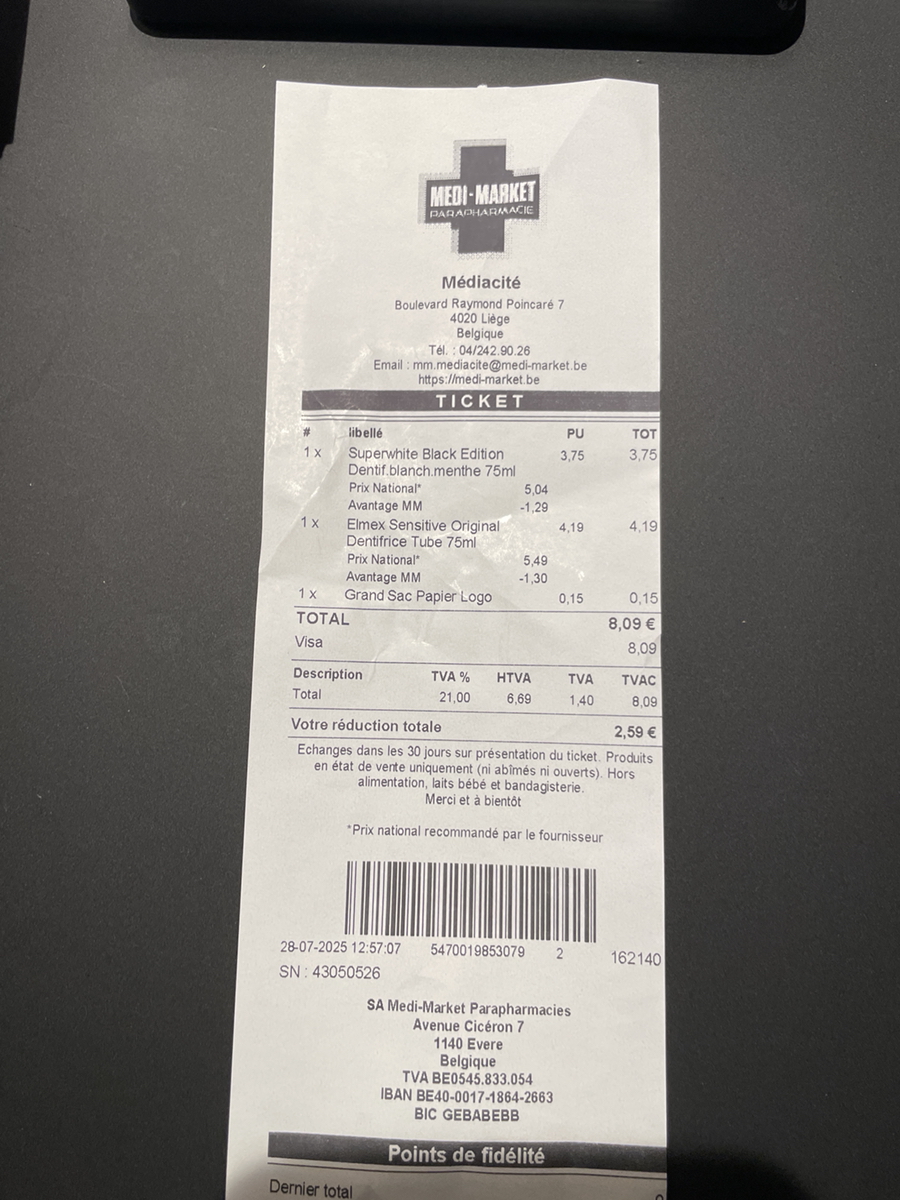 MEDI-MARKET
PARAPHARMACIE
Médiacité
Boulevard Raymond Poincaré 7
4020 Liège
Belgique
Tél. : 04/242.90.26
Email : mm.mediacite@medi-market.be
https://medi-market.be
TICKET
# libellé PU TOT
1 x Superwhite Black Edition 3,75 3,75
Dentif.blanch.menthe 75ml
Prix National* 5,04
Avantage MM -1,29
1 x Elmex Sensitive Original 4,19 4,19
Dentifrice Tube 75ml
Prix National* 5,49
Avantage MM -1,30
1 x Grand Sac Papier Logo 0,15 0,15
TOTAL 8,09 €
Visa 8,09
Description TVA % HTVA TVA TVAC
Total 21,00 6,69 1,40 8,09
Votre réduction totale 2,59 €
Echanges dans les 30 jours sur présentation du ticket. Produits
en état de vente uniquement (ni abîmés ni ouverts). Hors
alimentation, laits bébé et bandagisterie.
Merci et à bientôt
*Prix national recommandé par le fournisseur
28-07-2025 12:57:07 5470019853079 2 162140
SN : 43050526
SA Medi-Market Parapharmacies
Avenue Cicéron 7
1140 Evere
Belgique
TVA BE0545.833.054
IBAN BE40-0017-1864-2663
BIC GEBABEBB
Points de fidélité
Dernier total